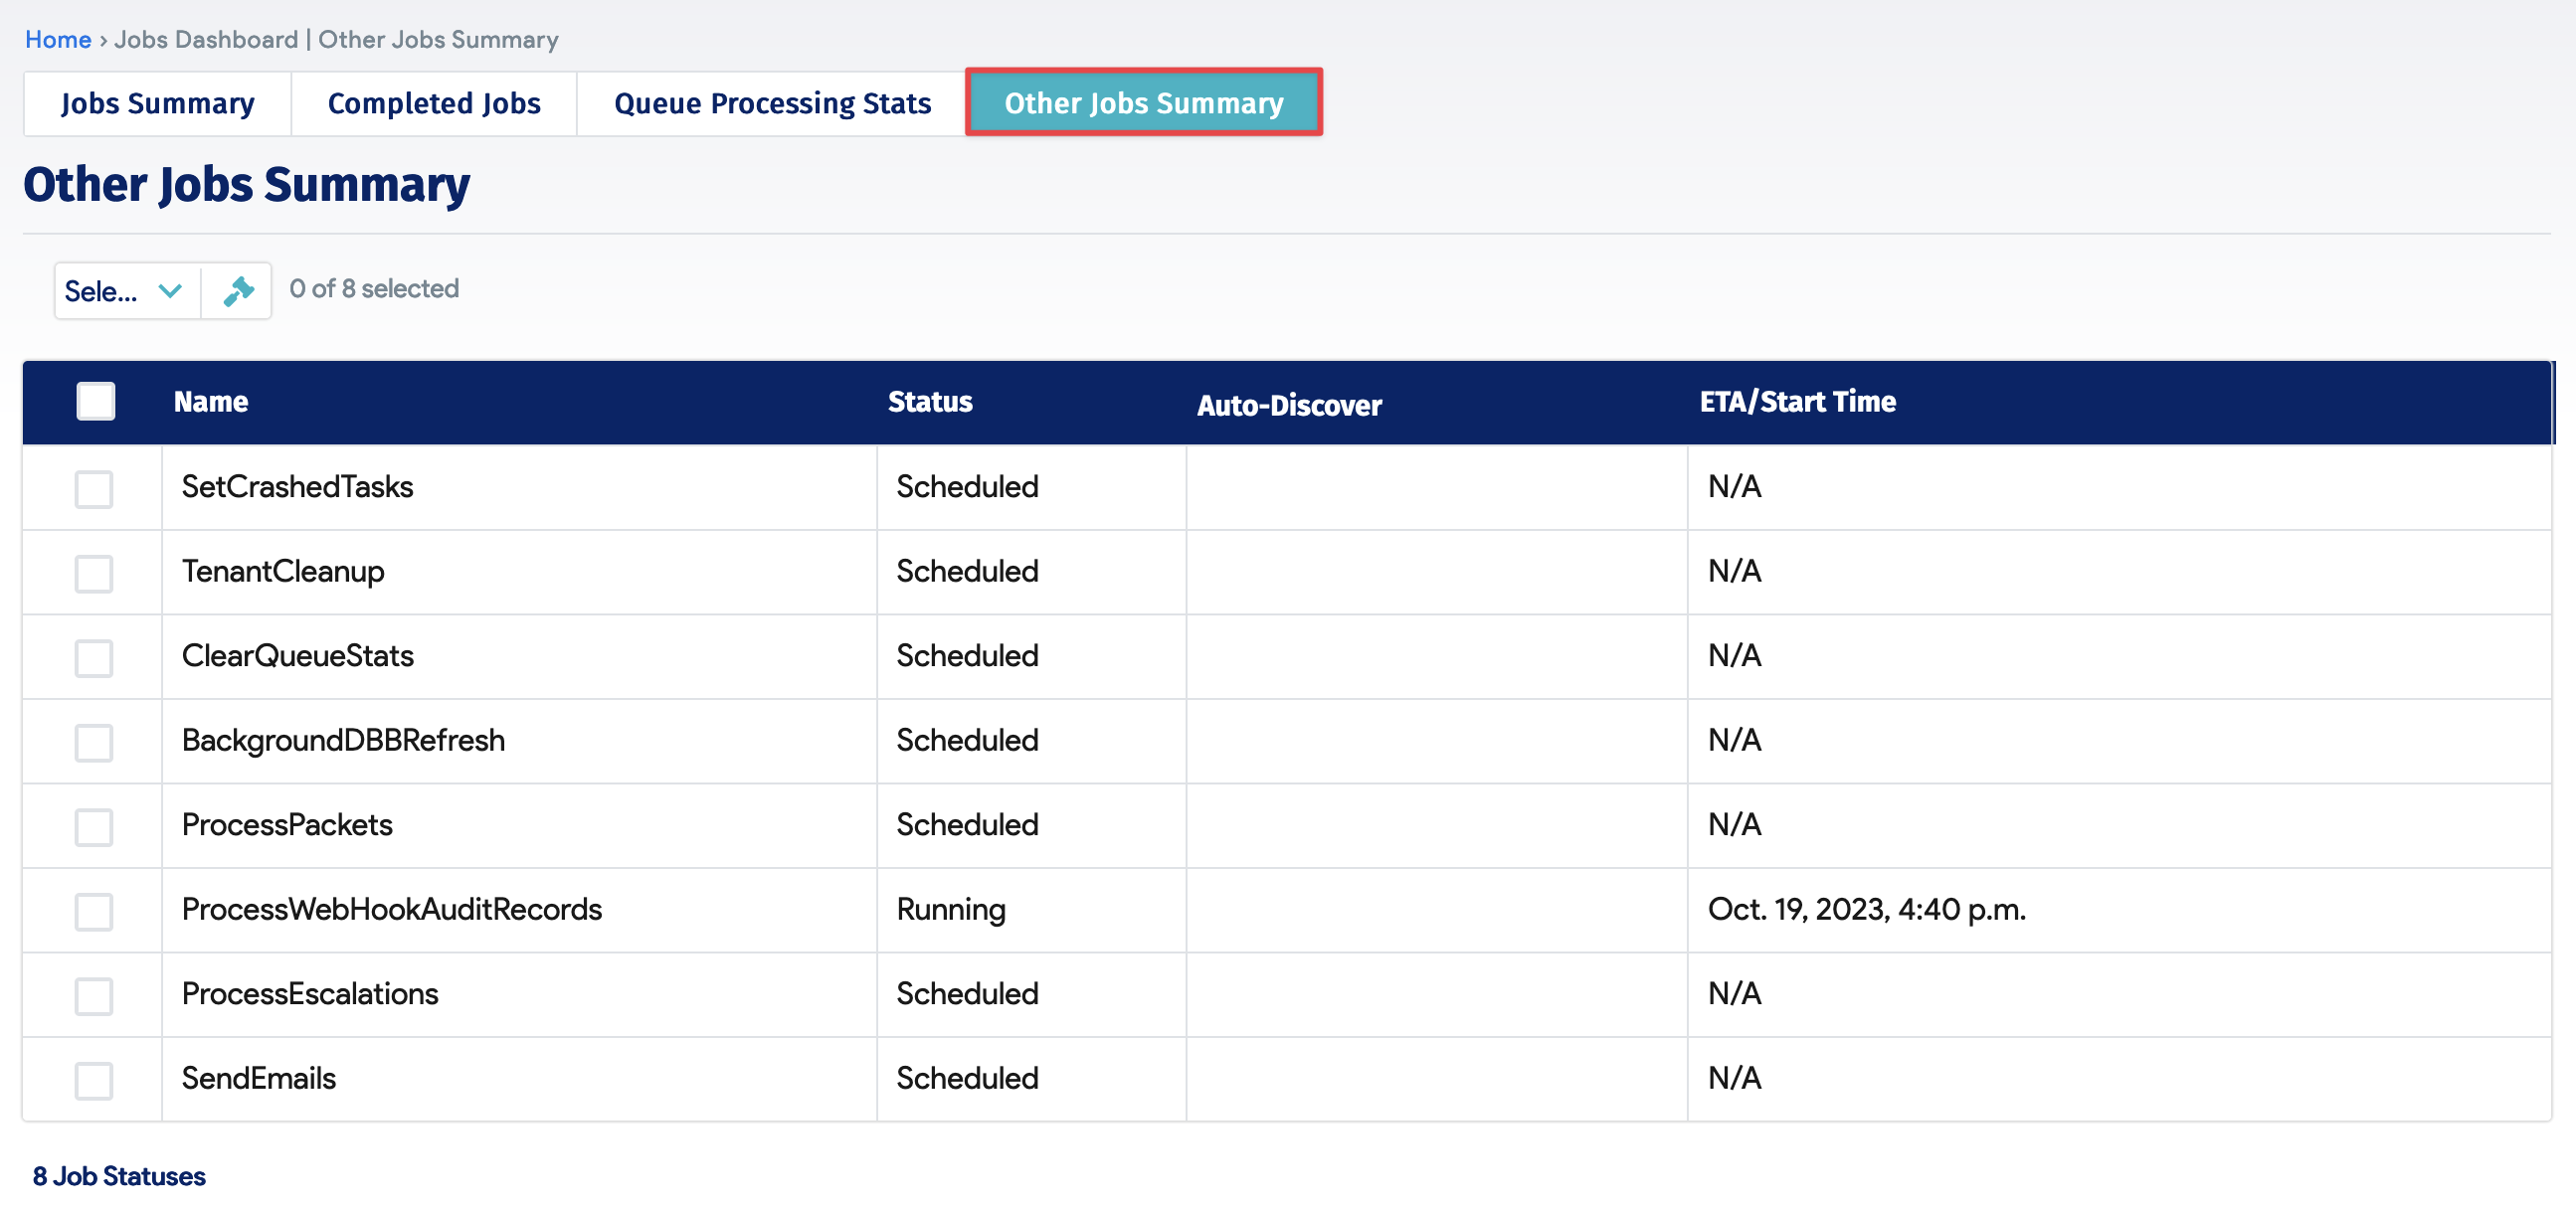 Home › Jobs Dashboard | Other Jobs Summary
Jobs Summary Completed Jobs Queue Processing Stats Other Jobs Summary
Other Jobs Summary
Sele... 0 of 8 selected
Name Status Auto-Discover ETA/Start Time
SetCrashedTasks Scheduled N/A
TenantCleanup Scheduled N/A
ClearQueueStats Scheduled N/A
BackgroundDBBRefresh Scheduled N/A
ProcessPackets Scheduled N/A
ProcessWebHookAuditRecords Running Oct. 19, 2023, 4:40 p.m.
ProcessEscalations Scheduled N/A
SendEmails Scheduled N/A
8 Job Statuses